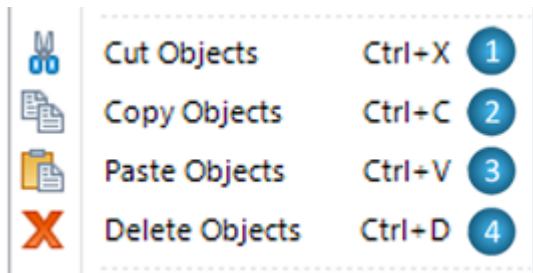 Cut Objects Ctrl+X 1
Copy Objects Ctrl+C 2
Paste Objects Ctrl+V 3
Delete Objects Ctrl+D 4